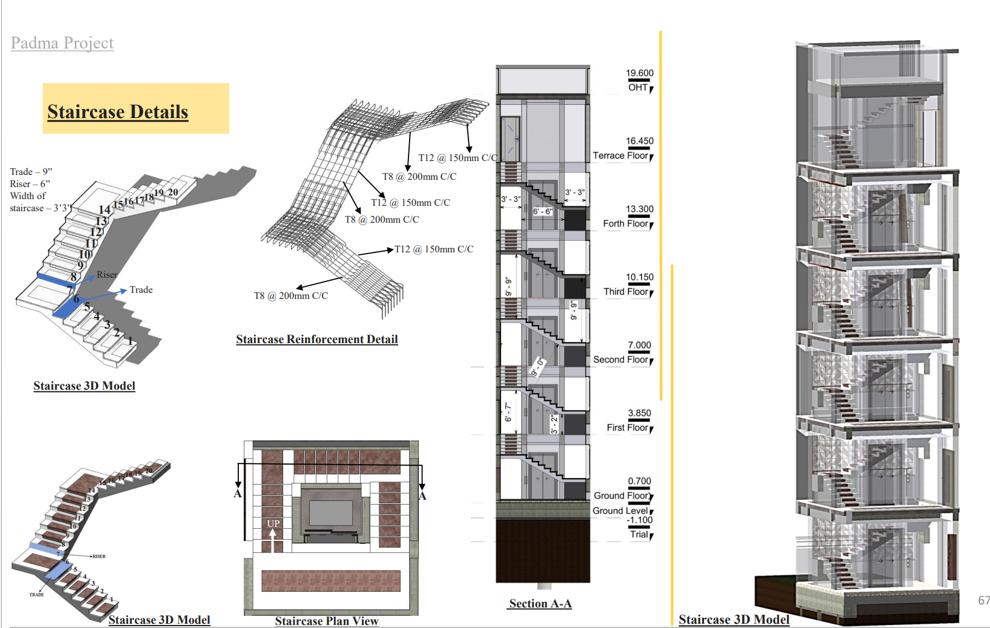 Padma Project
Staircase Details
Trade – 9”
Riser – 6”
Width of
staircase – 3’3”
20
19
18
17
16
15
14
13
12
11
10
9
8
7
6
5
4
3
2
1
Riser
Trade
Staircase 3D Model
T12 @ 150mm C/C
T8 @ 200mm C/C
T12 @ 150mm C/C
T8 @ 200mm C/C
T12 @ 150mm C/C
T8 @ 200mm C/C
Staircase Reinforcement Detail
19.600
OHT
16.450
Terrace Floor
13.300
Forth Floor
10.150
Third Floor
7.000
Second Floor
3.850
First Floor
0.700
Ground Floor
Ground Level
-1.100
Trial
3' - 3"
3' - 3"
6' - 6"
9' - 9"
9' - 9"
9' - 0"
6' - 7"
3' - 2"
Section A-A
RISER
TRADE
Staircase 3D Model
A
A
UP
Staircase Plan View
Staircase 3D Model
67